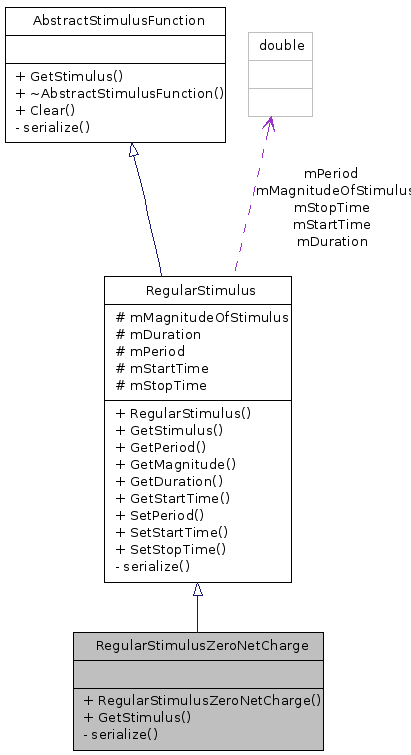 AbstractStimulusFunction
+ GetStimulus()
+ ~AbstractStimulusFunction()
+ Clear()
- serialize()
double
mPeriod
mMagnitudeOfStimulus
mStopTime
mStartTime
mDuration
RegularStimulus
# mMagnitudeOfStimulus
# mDuration
# mPeriod
# mStartTime
# mStopTime
+ RegularStimulus()
+ GetStimulus()
+ GetPeriod()
+ GetMagnitude()
+ GetDuration()
+ GetStartTime()
+ SetPeriod()
+ SetStartTime()
+ SetStopTime()
- serialize()
RegularStimulusZeroNetCharge
+ RegularStimulusZeroNetCharge()
+ GetStimulus()
- serialize()